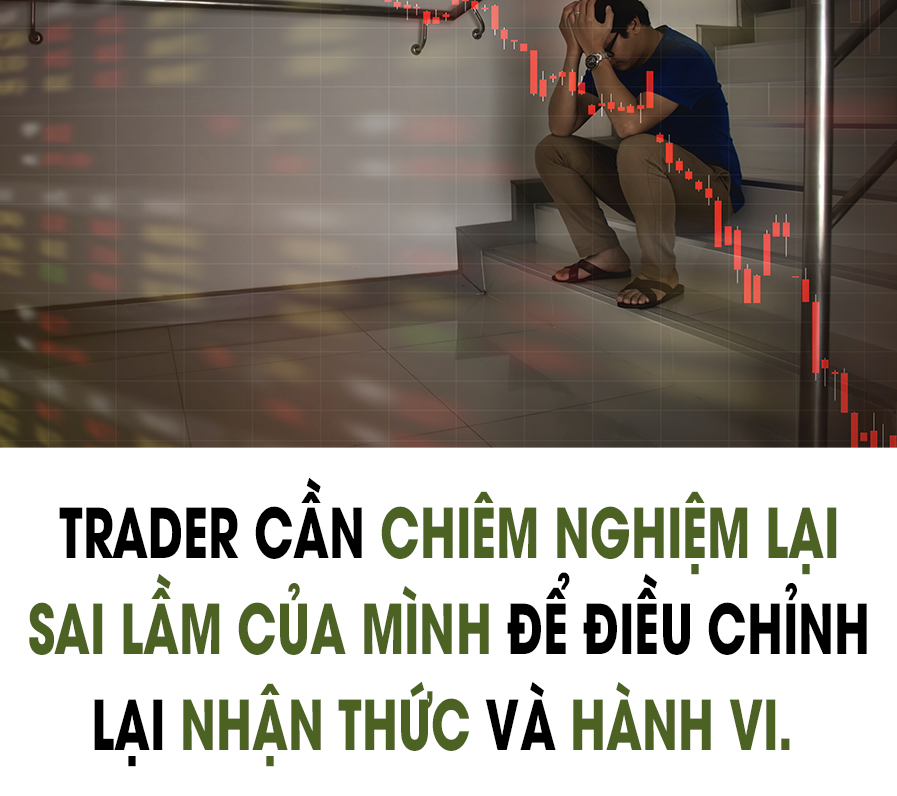 TRADER CẦN CHIÊM NGHIỆM LẠI
SAI LẦM CỦA MÌNH ĐỂ ĐIỀU CHỈNH
LẠI NHẬN THỨC VÀ HÀNH VI.